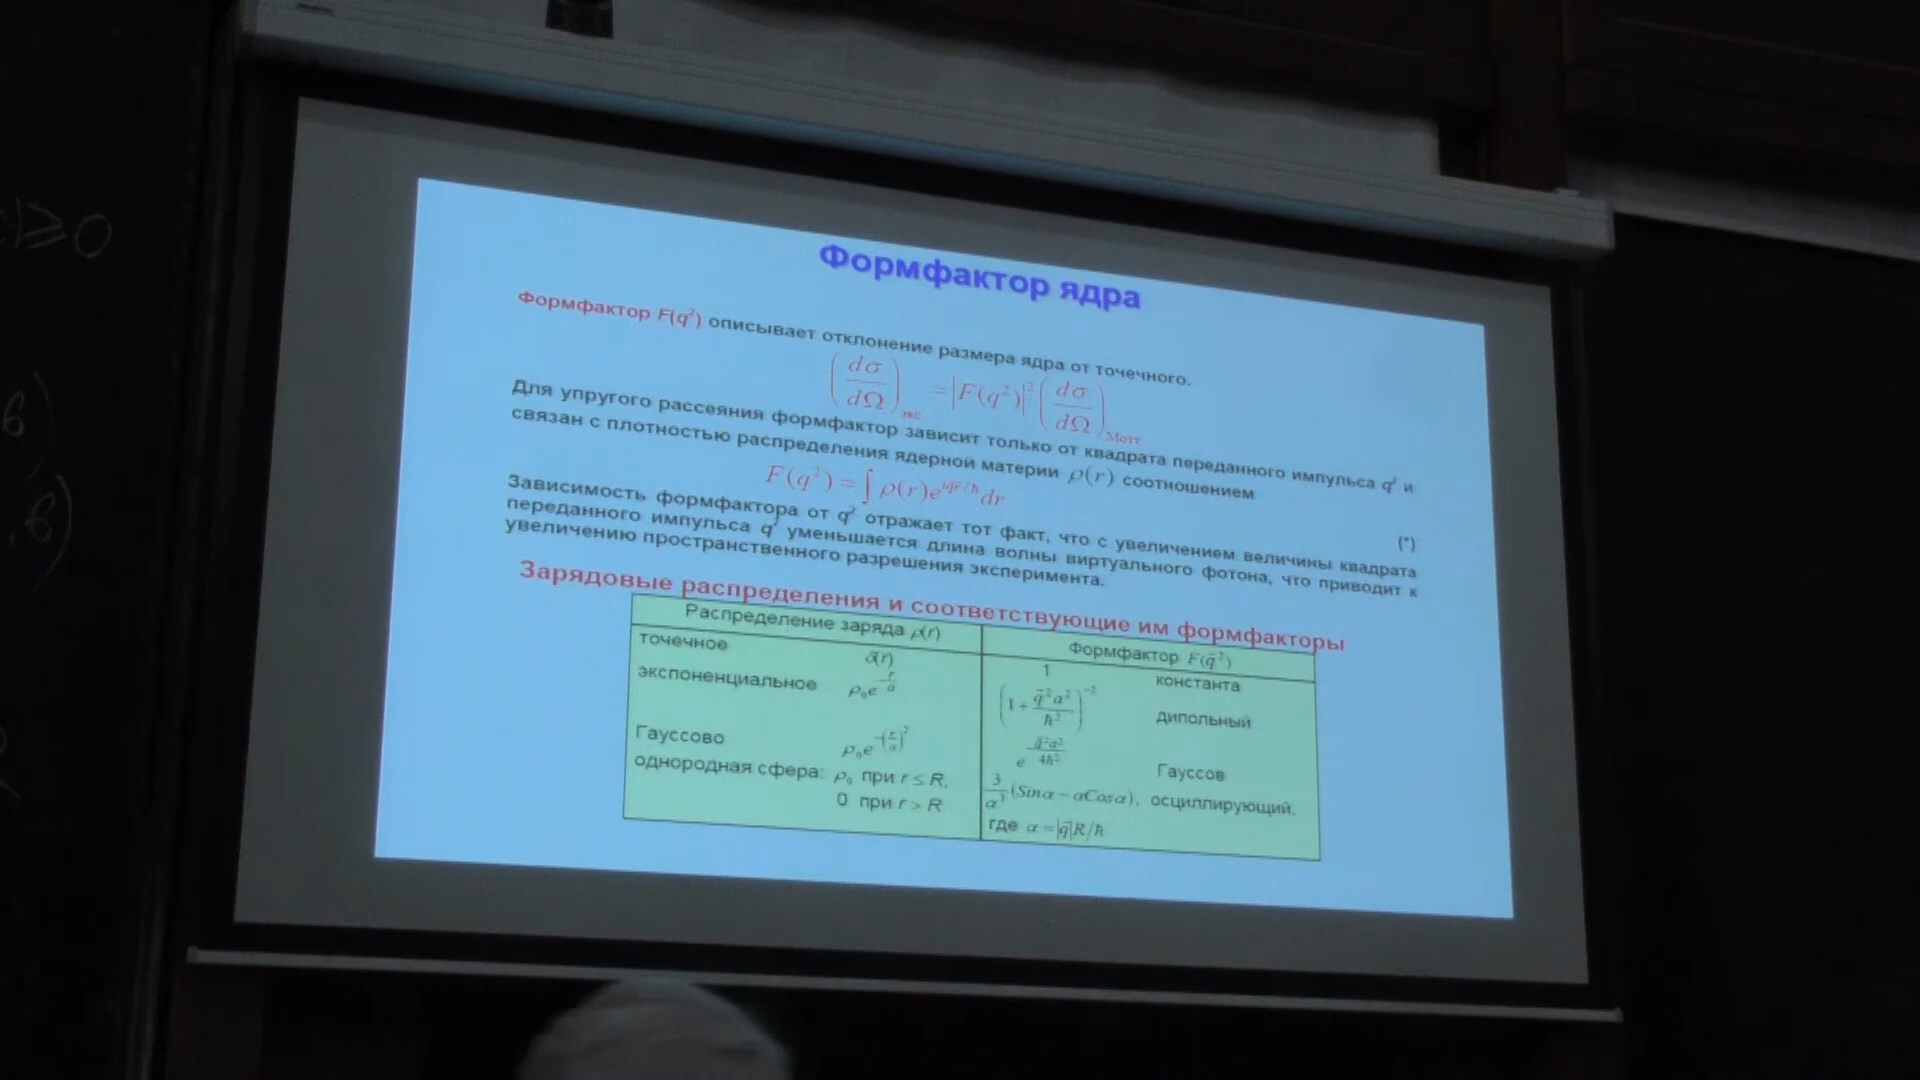 ) ≥ 0
Формфактор ядра
Формфактор F(q²) описывает отклонение размера ядра от точечного.
(dσ/dΩ)экс = |F(q²)|² (dσ/dΩ)Мотт
Для упругого рассеяния формфактор зависит только от квадрата переданного импульса q² и
связан с плотностью распределения ядерной материи ρ(r) соотношением
F(q²) = ∫ ρ(r)e^{iqr/ħ} dr
(*)
Зависимость формфактора от q² отражает тот факт, что с увеличением величины квадрата
переданного импульса q² уменьшается длина волны виртуального фотона, что приводит к
увеличению пространственного разрешения эксперимента.
Зарядовые распределения и соответствующие им формфакторы
Распределение заряда ρ(r) Формфактор F(q̄²)
точечное δ(r) 1 константа
экспоненциальное ρ₀e^{-r/a} (1 + q̄²a²/ħ²)⁻² дипольный
Гауссово ρ₀e^{-(r/a)²} e^{-q̄²a²/4ħ²} Гауссов
однородная сфера: ρ₀ при r ≤ R, 3/α³ (Sinα − αCosα), осциллирующий,
0 при r > R где α = |q̄|R/ħ